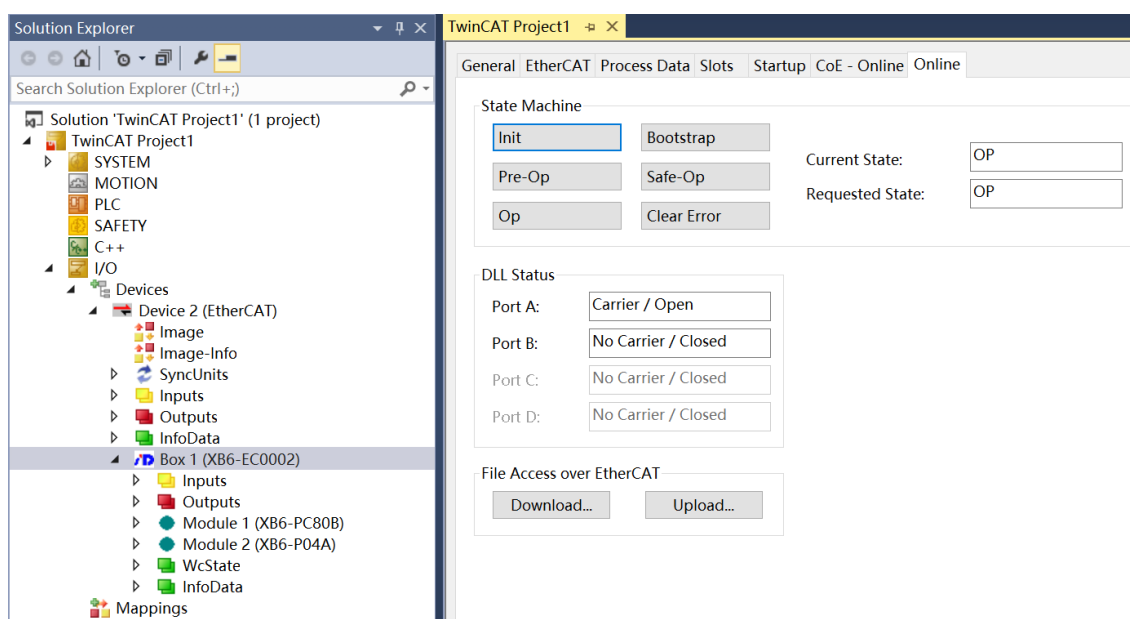 Solution Explorer
Search Solution Explorer (Ctrl+;)
Solution 'TwinCAT Project1' (1 project)
TwinCAT Project1
SYSTEM
MOTION
PLC
SAFETY
C++
I/O
Devices
Device 2 (EtherCAT)
Image
Image-Info
SyncUnits
Inputs
Outputs
InfoData
Box 1 (XB6-EC0002)
Inputs
Outputs
Module 1 (XB6-PC80B)
Module 2 (XB6-P04A)
WcState
InfoData
Mappings
TwinCAT Project1
General EtherCAT Process Data Slots Startup CoE - Online Online
State Machine
Init Bootstrap
Pre-Op Safe-Op
Op Clear Error
Current State: OP
Requested State: OP
DLL Status
Port A: Carrier / Open
Port B: No Carrier / Closed
Port C: No Carrier / Closed
Port D: No Carrier / Closed
File Access over EtherCAT
Download... Upload...